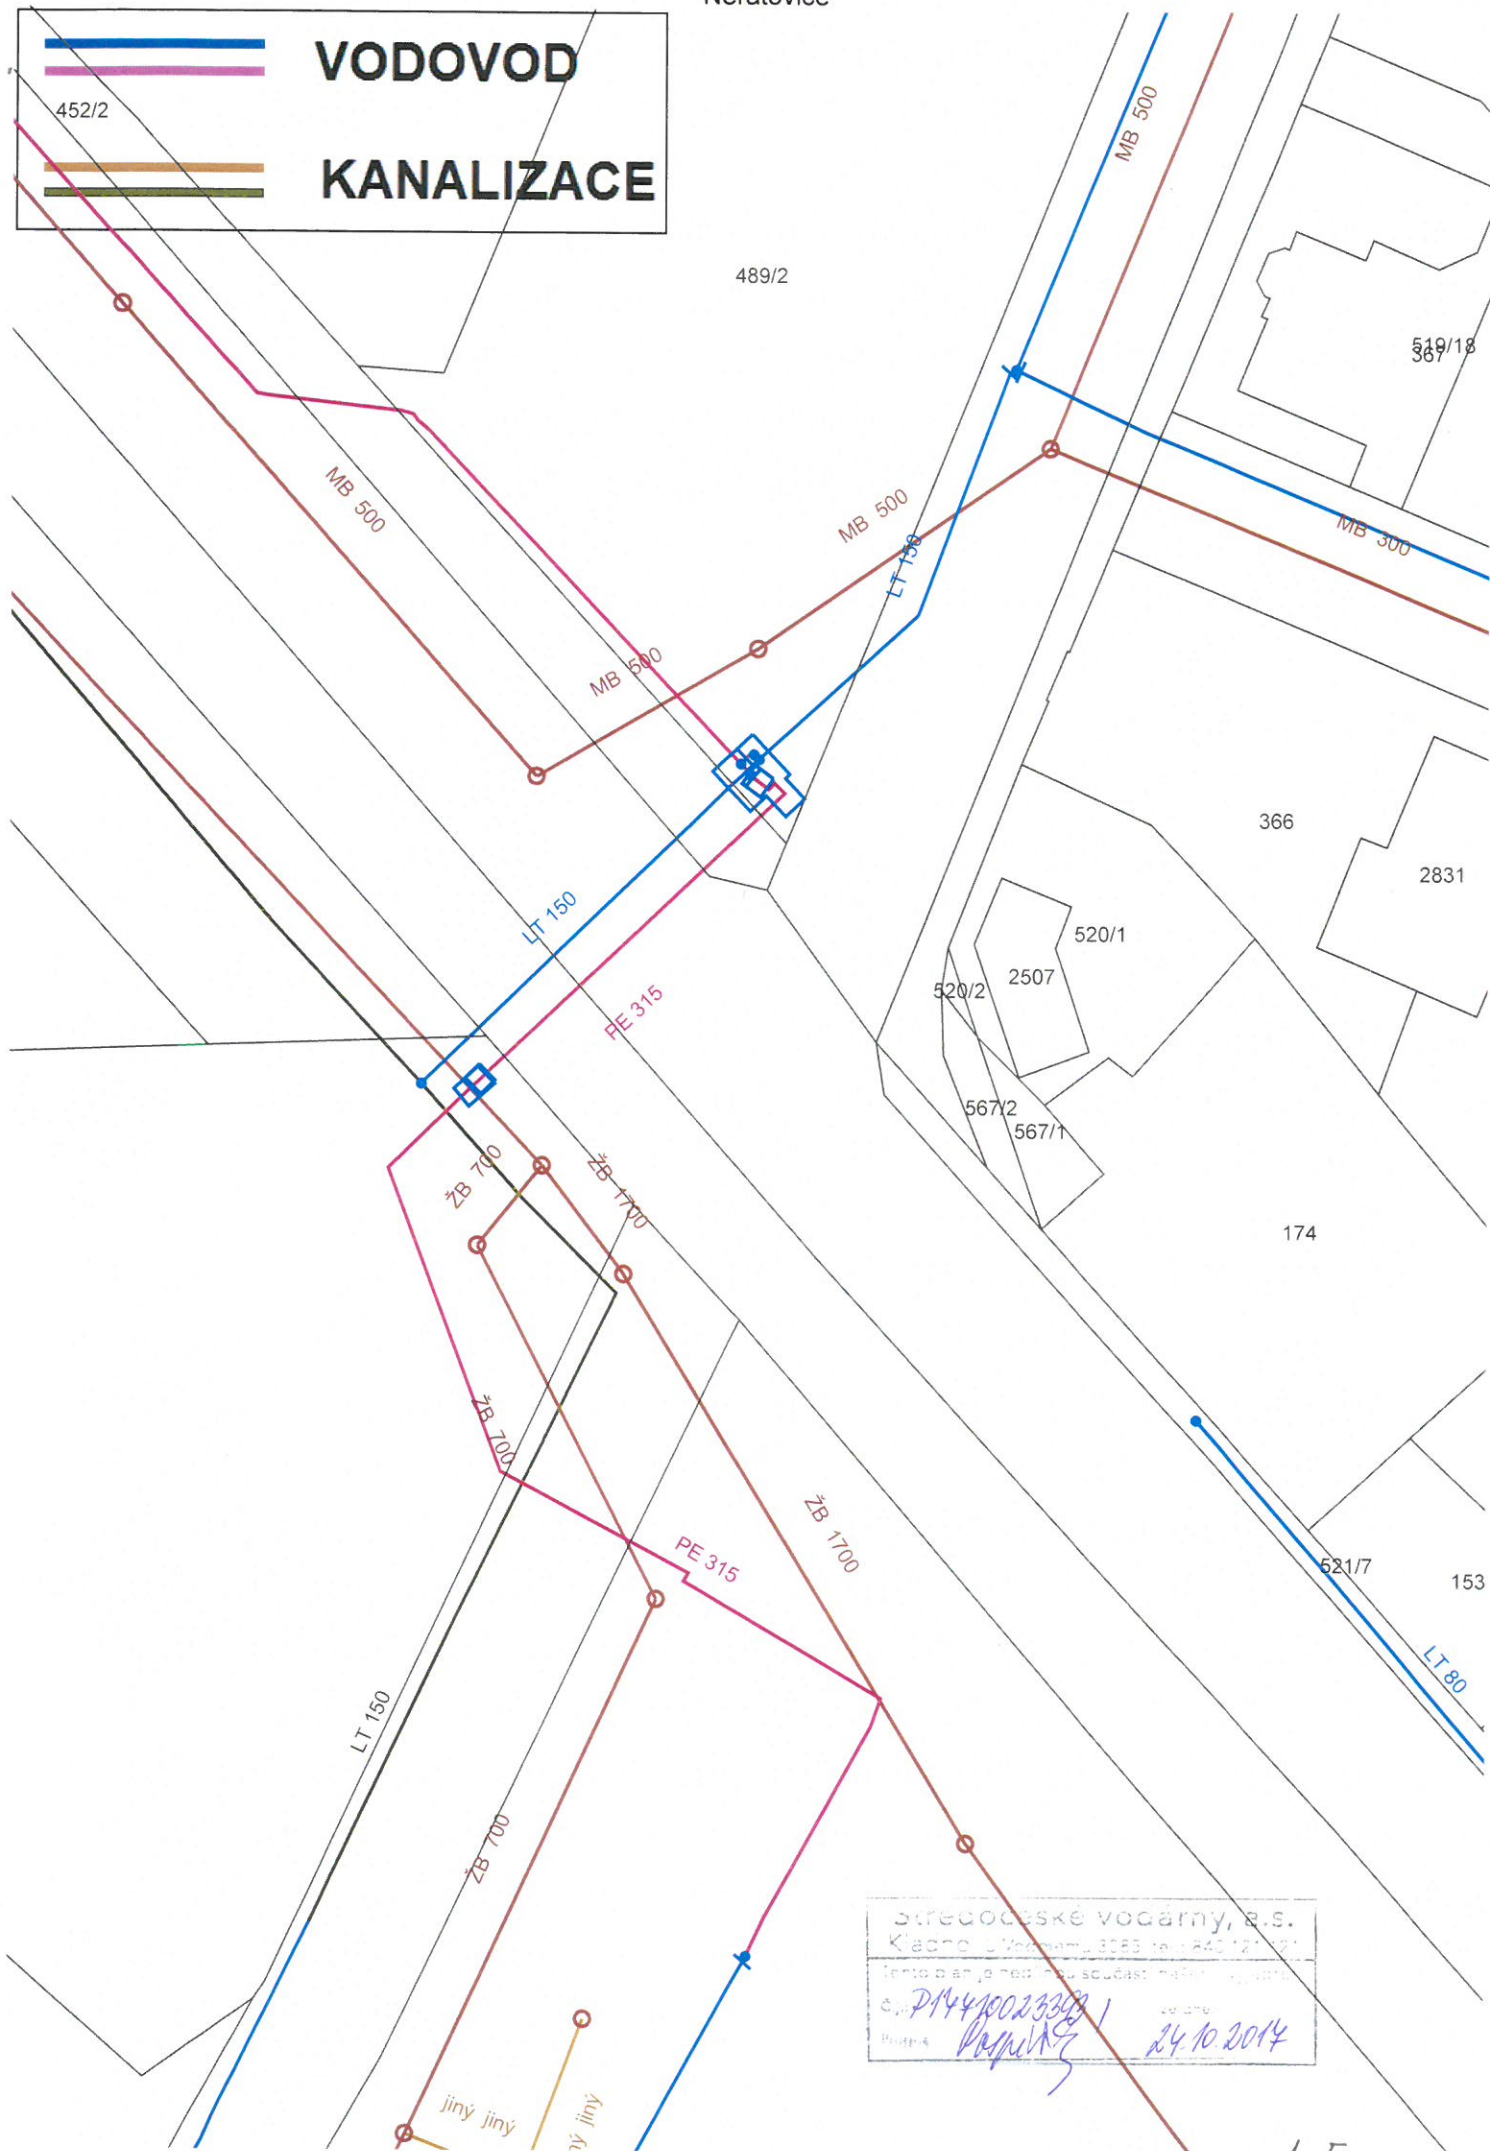 Neratovice
VODOVOD
452/2
KANALIZACE
MB 500
489/2
519/18
367
MB 500
MB 500
MB 300
LT 150
MB 500
366
2831
LT 150
520/1
2507
520/2
PE 315
567/2
567/1
ŽB 700
ŽB 1700
174
ŽB 700
ŽB 1700
PE 315
521/7
153
LT 80
LT 150
ŽB 700
Středočeské vodárny, a.s.
Kladno
24.10.2017
jiný jiný
jiný